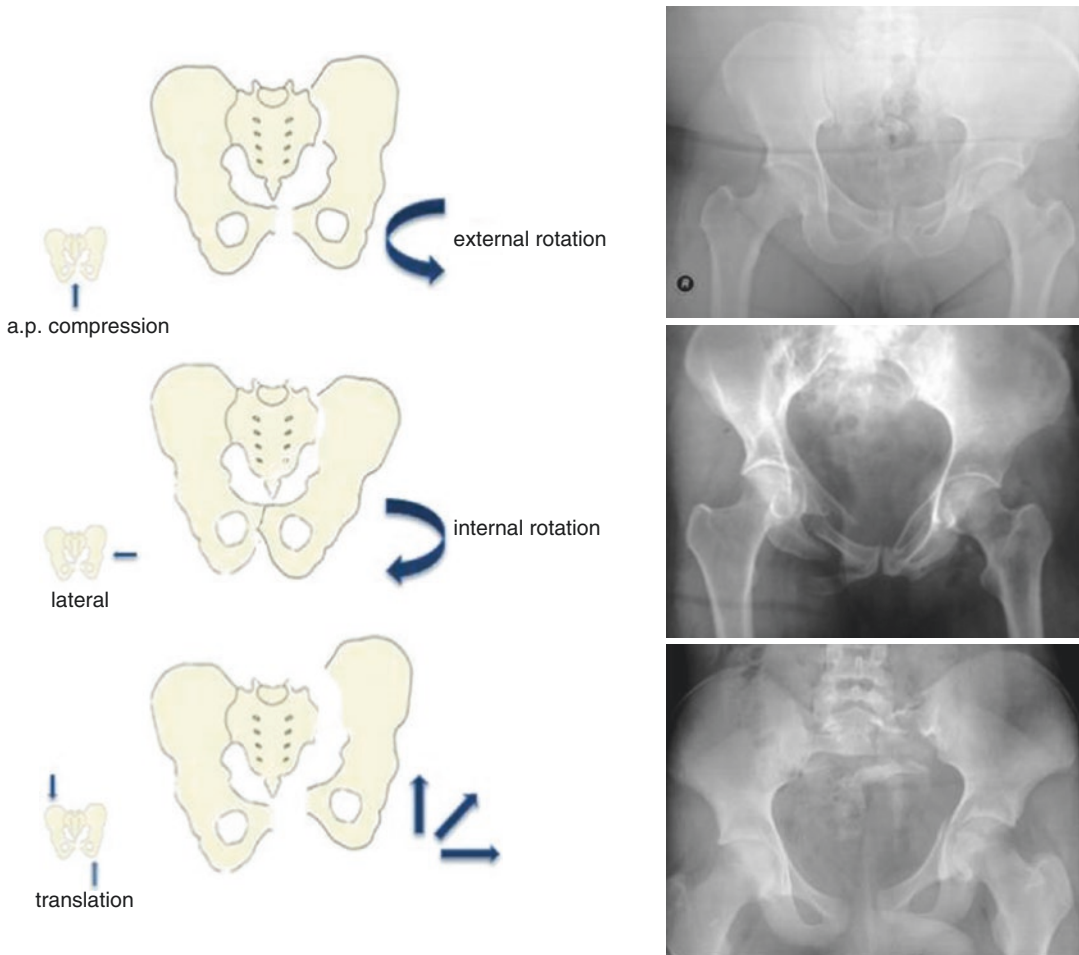 external rotation
a.p. compression
internal rotation
lateral
translation